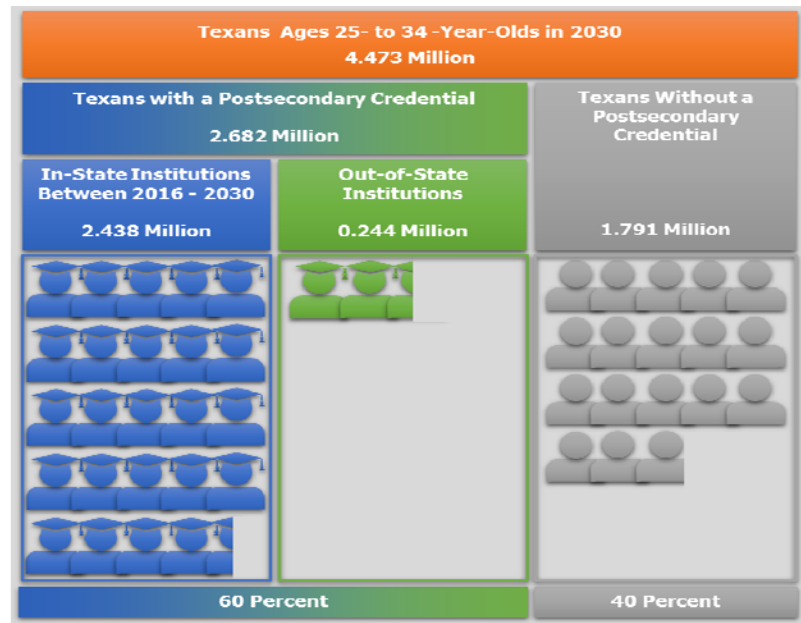 Texans Ages 25- to 34 -Year-Olds in 2030
4.473 Million
Texans with a Postsecondary Credential
2.682 Million
Texans Without a
Postsecondary
Credential
1.791 Million
In-State Institutions
Between 2016 - 2030
2.438 Million
Out-of-State
Institutions
0.244 Million
60 Percent
40 Percent